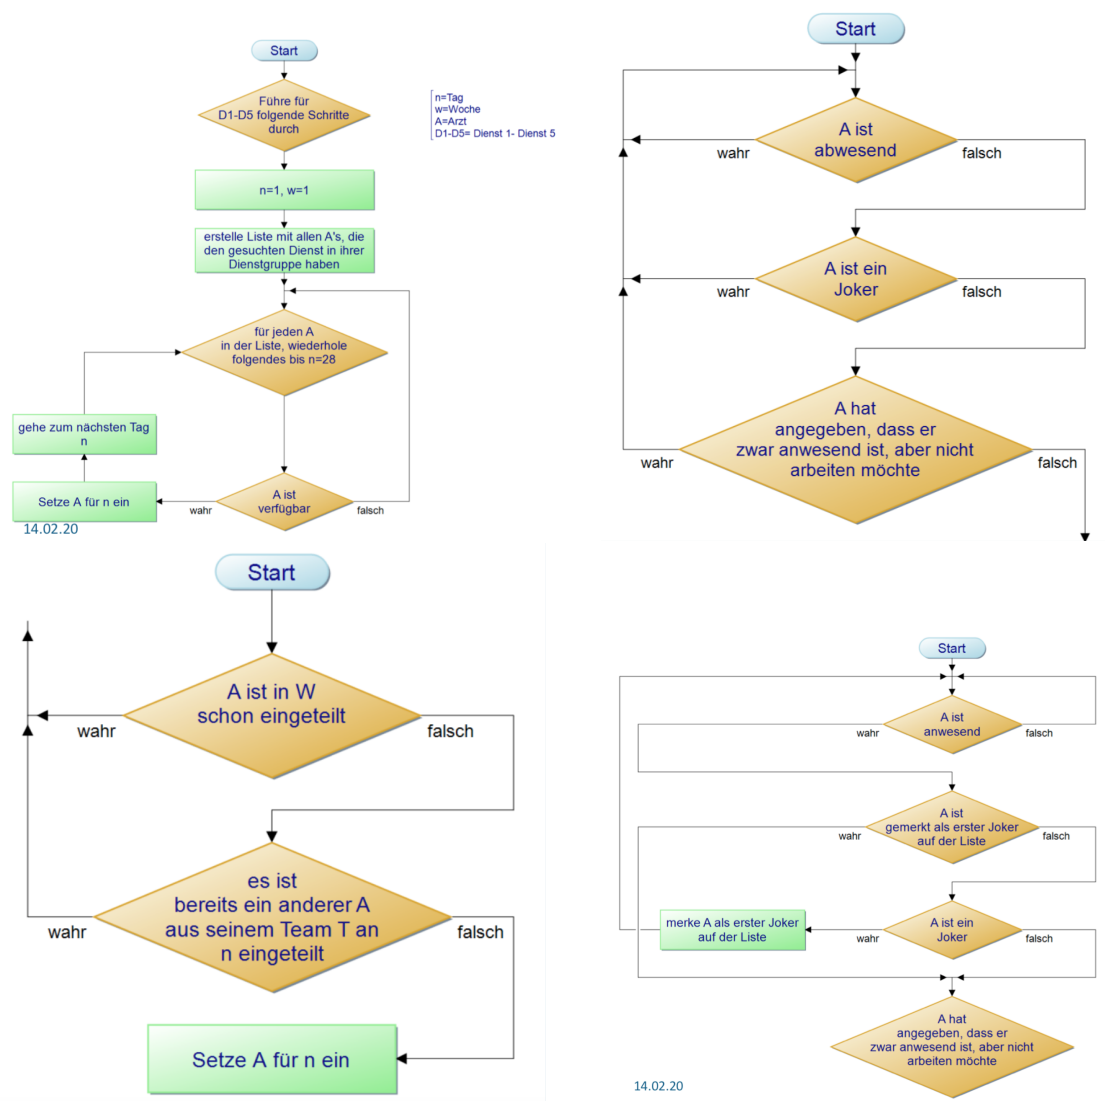 Start
Führe für
D1-D5 folgende Schritte
durch
n=Tag
w=Woche
A=Arzt
D1-D5= Dienst 1- Dienst 5
n=1, w=1
erstelle Liste mit allen A's, die
den gesuchten Dienst in ihrer
Dienstgruppe haben
für jeden A
in der Liste, wiederhole
folgendes bis n=28
gehe zum nächsten Tag
n
Setze A für n ein
wahr
A ist
verfügbar
falsch
14.02.20
Start
A ist
abwesend
wahr
falsch
A ist ein
Joker
wahr
falsch
A hat
angegeben, dass er
zwar anwesend ist, aber nicht
arbeiten möchte
wahr
falsch
Start
A ist in W
schon eingeteilt
wahr
falsch
es ist
bereits ein anderer A
aus seinem Team T an
n eingeteilt
wahr
falsch
Setze A für n ein
Start
A ist
anwesend
wahr
falsch
A ist
gemerkt als erster Joker
auf der Liste
wahr
falsch
merke A als erster Joker
auf der Liste
wahr
A ist ein
Joker
falsch
A hat
angegeben, dass er
zwar anwesend ist, aber nicht
arbeiten möchte
14.02.20